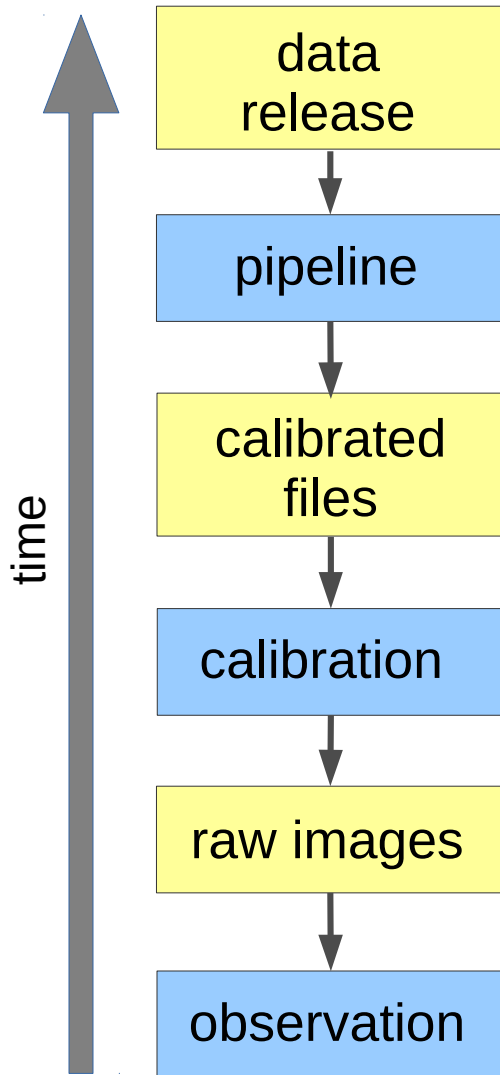 data
release
pipeline
calibrated
files
time
calibration
raw images
observation